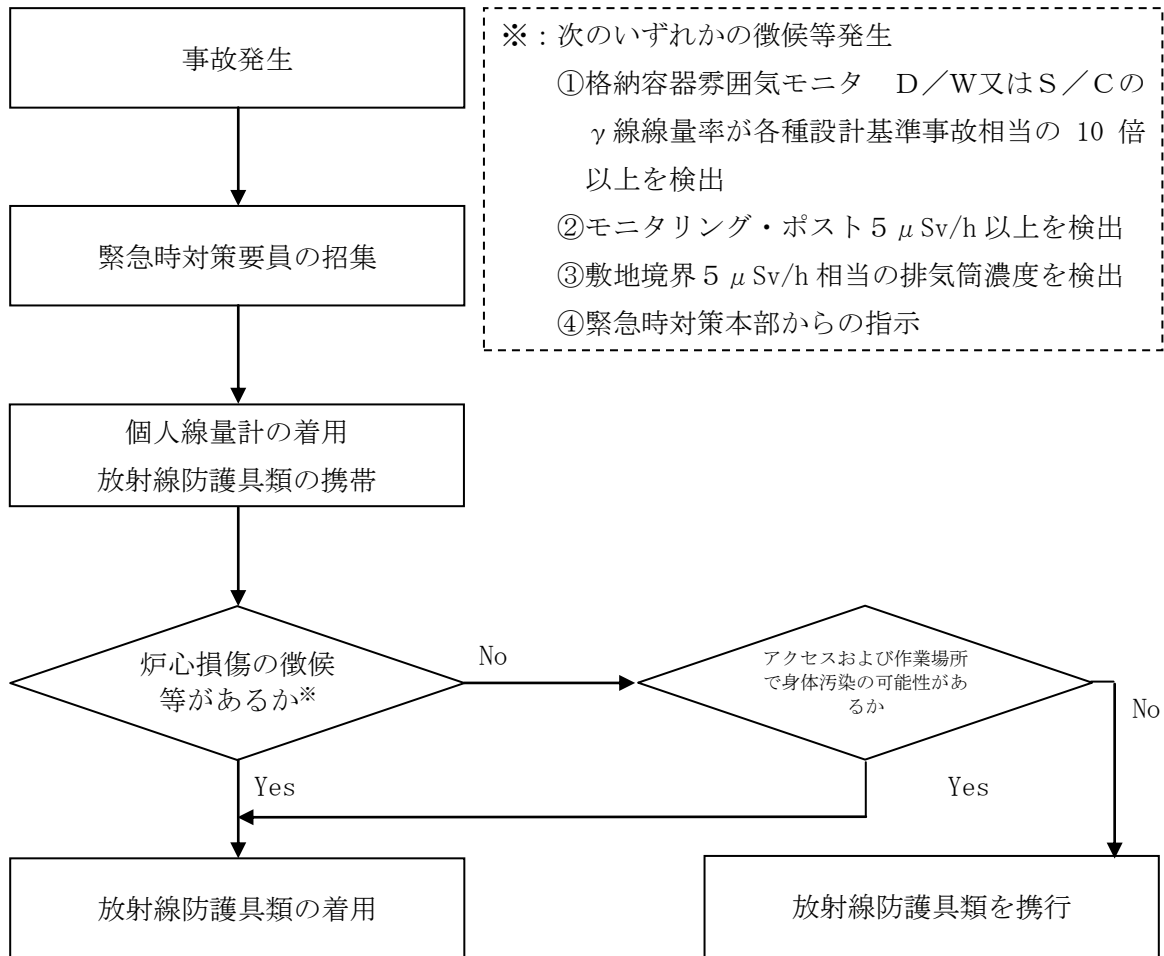 事故発生
※：次のいずれかの徴候等発生
①格納容器雰囲気モニタ　Ｄ／Ｗ又はＳ／Ｃの
γ線線量率が各種設計基準事故相当の 10 倍
以上を検出
②モニタリング・ポスト５μSv/h 以上を検出
③敷地境界５μSv/h 相当の排気筒濃度を検出
④緊急時対策本部からの指示
緊急時対策要員の招集
個人線量計の着用
放射線防護具類の携帯
炉心損傷の徴候
等があるか※
No
アクセスおよび作業場所
で身体汚染の可能性があ
るか
No
Yes
Yes
放射線防護具類の着用
放射線防護具類を携行